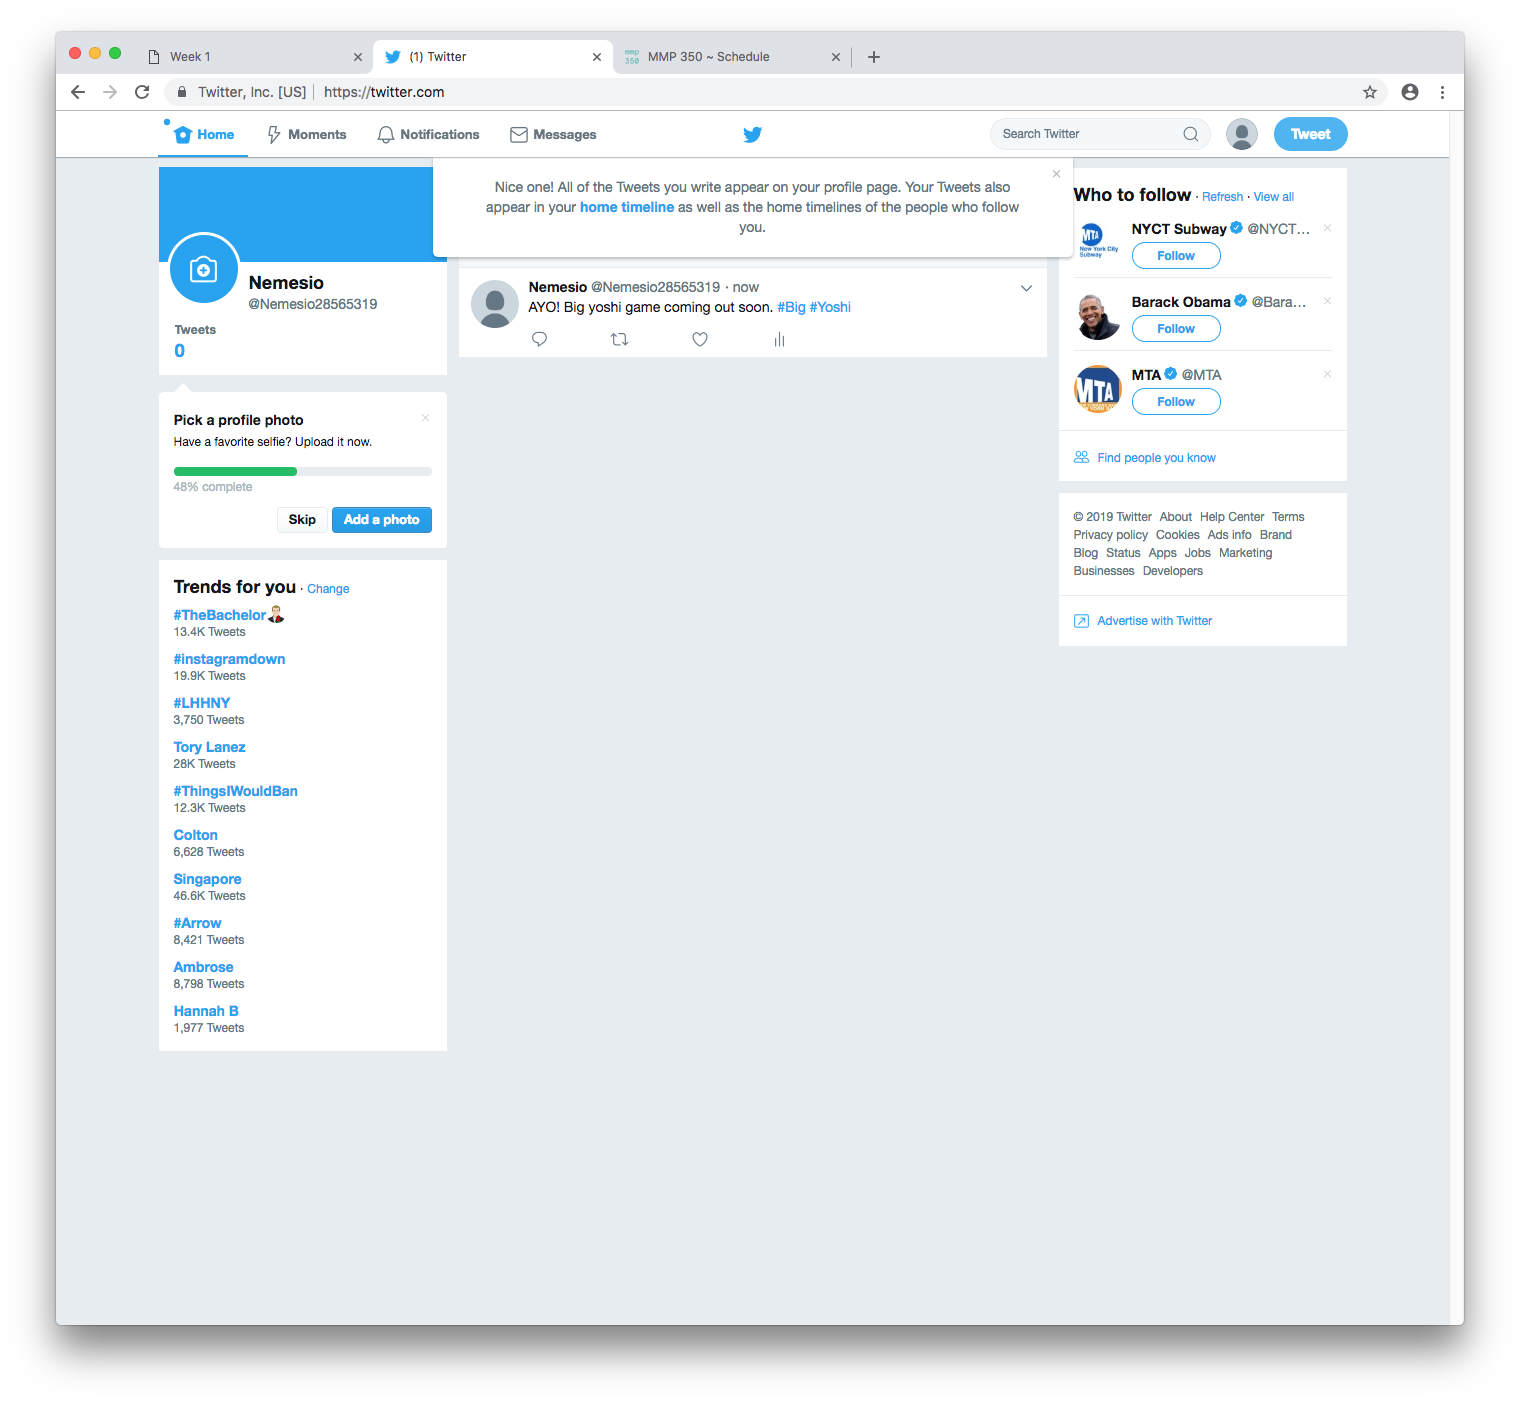 Week 1
(1) Twitter
mmp 350
MMP 350 ~ Schedule
Twitter, Inc. [US]
https://twitter.com
Home
Moments
Notifications
Messages
Search Twitter
Tweet
Nice one! All of the Tweets you write appear on your profile page. Your Tweets also
appear in your home timeline as well as the home timelines of the people who follow
you.
Nemesio
@Nemesio28565319
Tweets
0
Pick a profile photo
Have a favorite selfie? Upload it now.
48% complete
Skip
Add a photo
Trends for you · Change
#TheBachelor
13.4K Tweets
#instagramdown
19.9K Tweets
#LHHNY
3,750 Tweets
Tory Lanez
28K Tweets
#ThingsIWouldBan
12.3K Tweets
Colton
6,628 Tweets
Singapore
46.6K Tweets
#Arrow
8,421 Tweets
Ambrose
8,798 Tweets
Hannah B
1,977 Tweets
Nemesio @Nemesio28565319 · now
AYO! Big yoshi game coming out soon. #Big #Yoshi
Who to follow · Refresh · View all
MTA
New York City
Subway
NYCT Subway @NYCT...
Follow
Barack Obama @Bara...
Follow
MTA
MTA @MTA
Follow
Find people you know
© 2019 Twitter About Help Center Terms
Privacy policy Cookies Ads info Brand
Blog Status Apps Jobs Marketing
Businesses Developers
Advertise with Twitter